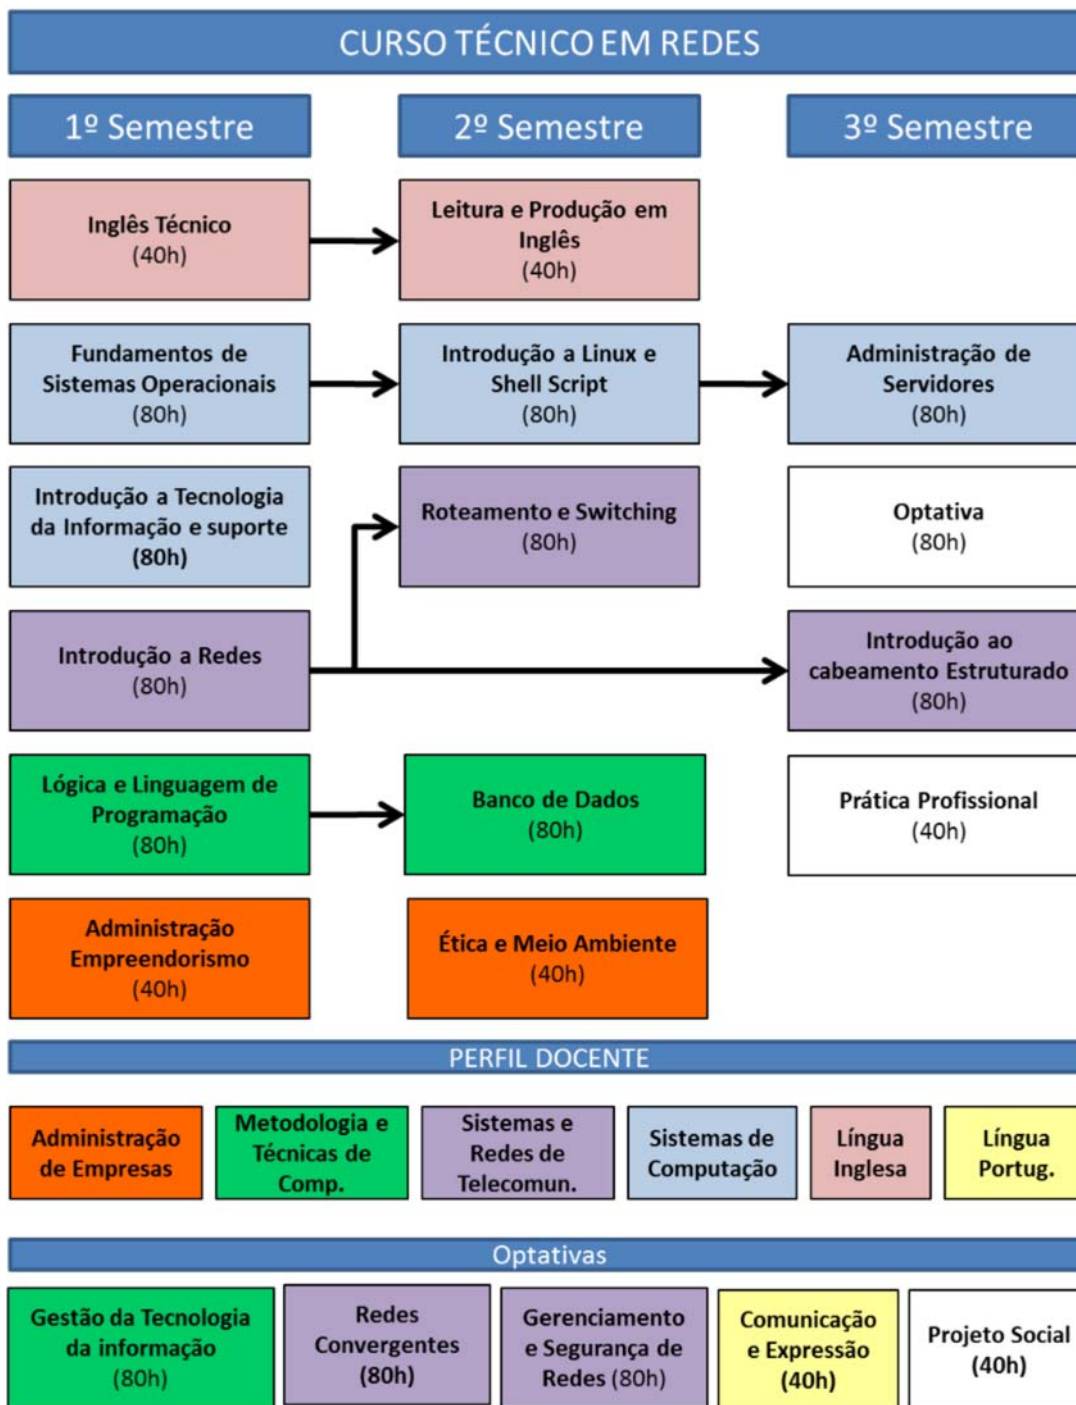 CURSO TÉCNICO EM REDES
1º Semestre
2º Semestre
3º Semestre
Inglês Técnico
(40h)
Leitura e Produção em
Inglês
(40h)
Fundamentos de
Sistemas Operacionais
(80h)
Introdução a Linux e
Shell Script
(80h)
Administração de
Servidores
(80h)
Introdução a Tecnologia
da Informação e suporte
(80h)
Roteamento e Switching
(80h)
Optativa
(80h)
Introdução a Redes
(80h)
Introdução ao
cabeamento Estruturado
(80h)
Lógica e Linguagem de
Programação
(80h)
Banco de Dados
(80h)
Prática Profissional
(40h)
Administração
Empreendorismo
(40h)
Ética e Meio Ambiente
(40h)
PERFIL DOCENTE
Administração
de Empresas
Metodologia e
Técnicas de
Comp.
Sistemas e
Redes de
Telecomun.
Sistemas de
Computação
Língua
Inglesa
Língua
Portug.
Optativas
Gestão da Tecnologia
da informação
(80h)
Redes
Convergentes
(80h)
Gerenciamento
e Segurança de
Redes (80h)
Comunicação
e Expressão
(40h)
Projeto Social
(40h)